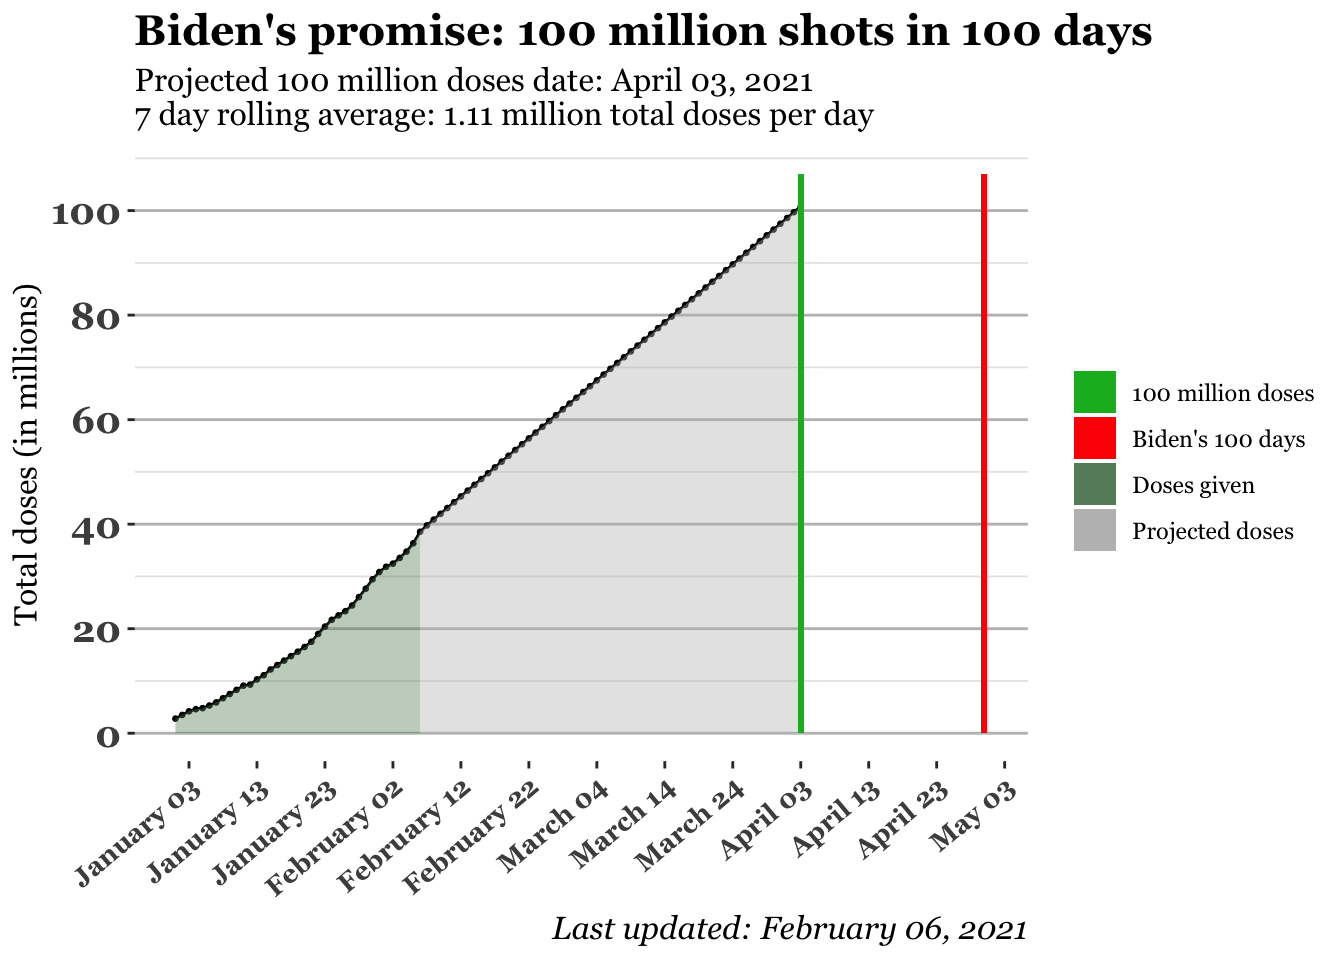 Biden's promise: 100 million shots in 100 days
Projected 100 million doses date: April 03, 2021
7 day rolling average: 1.11 million total doses per day
Total doses (in millions)
100
80
60
40
20
0
January 03
January 13
January 23
February 02
February 12
February 22
March 04
March 14
March 24
April 03
April 13
April 23
May 03
100 million doses
Biden's 100 days
Doses given
Projected doses
Last updated: February 06, 2021